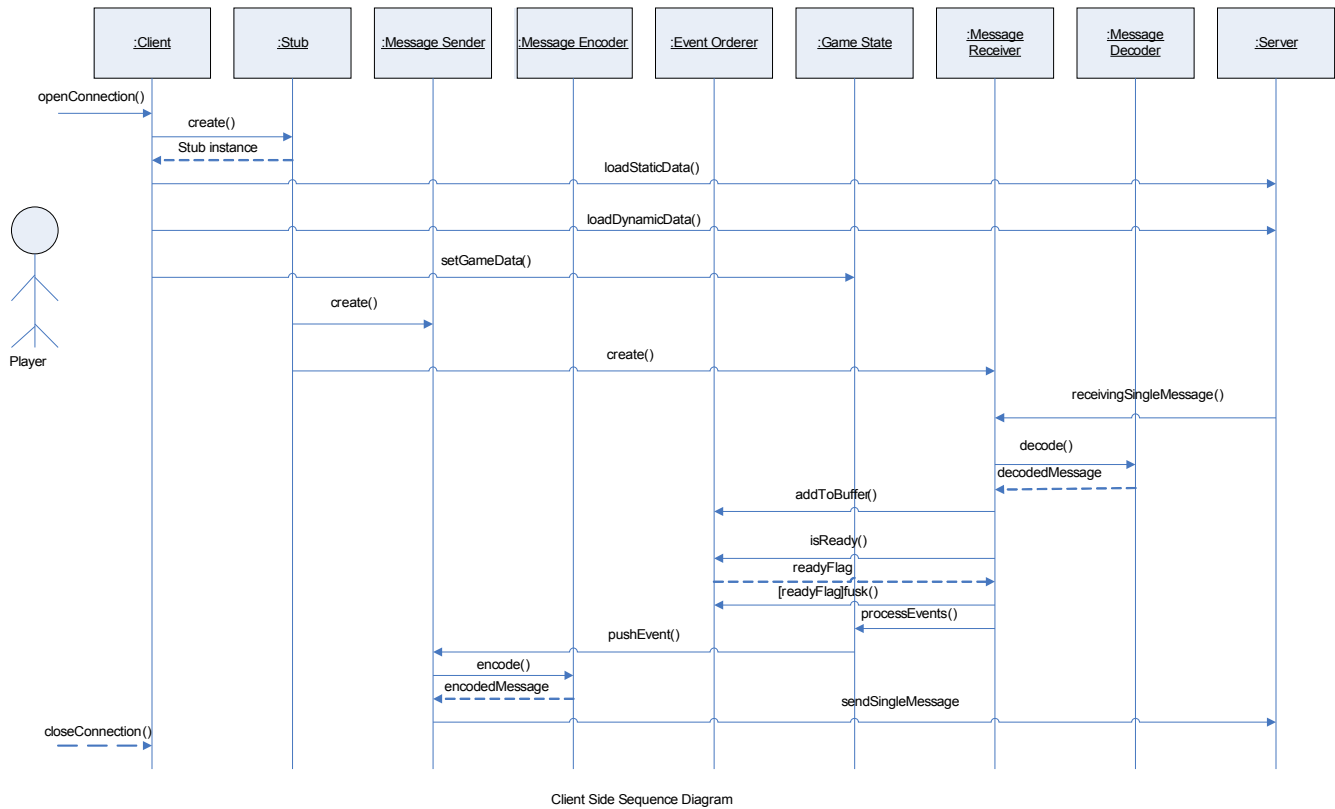 :Client
:Stub
:Message Sender
:Message Encoder
:Event Orderer
:Game State
:Message
Receiver
:Message
Decoder
:Server
openConnection()
create()
Stub instance
loadStaticData()
loadDynamicData()
setGameData()
create()
Player
create()
receivingSingleMessage()
decode()
decodedMessage
addToBuffer()
isReady()
readyFlag
[readyFlag]fusk()
processEvents()
pushEvent()
encode()
encodedMessage
sendSingleMessage
closeConnection()
Client Side Sequence Diagram